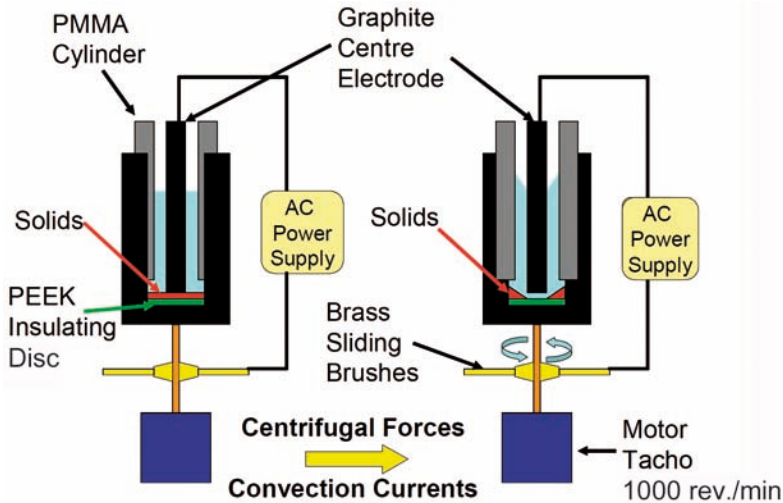 PMMA
Cylinder
Graphite
Centre
Electrode
Solids
AC
Power
Supply
Solids
AC
Power
Supply
PEEK
Insulating
Disc
Brass
Sliding
Brushes
Centrifugal Forces
Convection Currents
Motor
Tacho
1000 rev./min